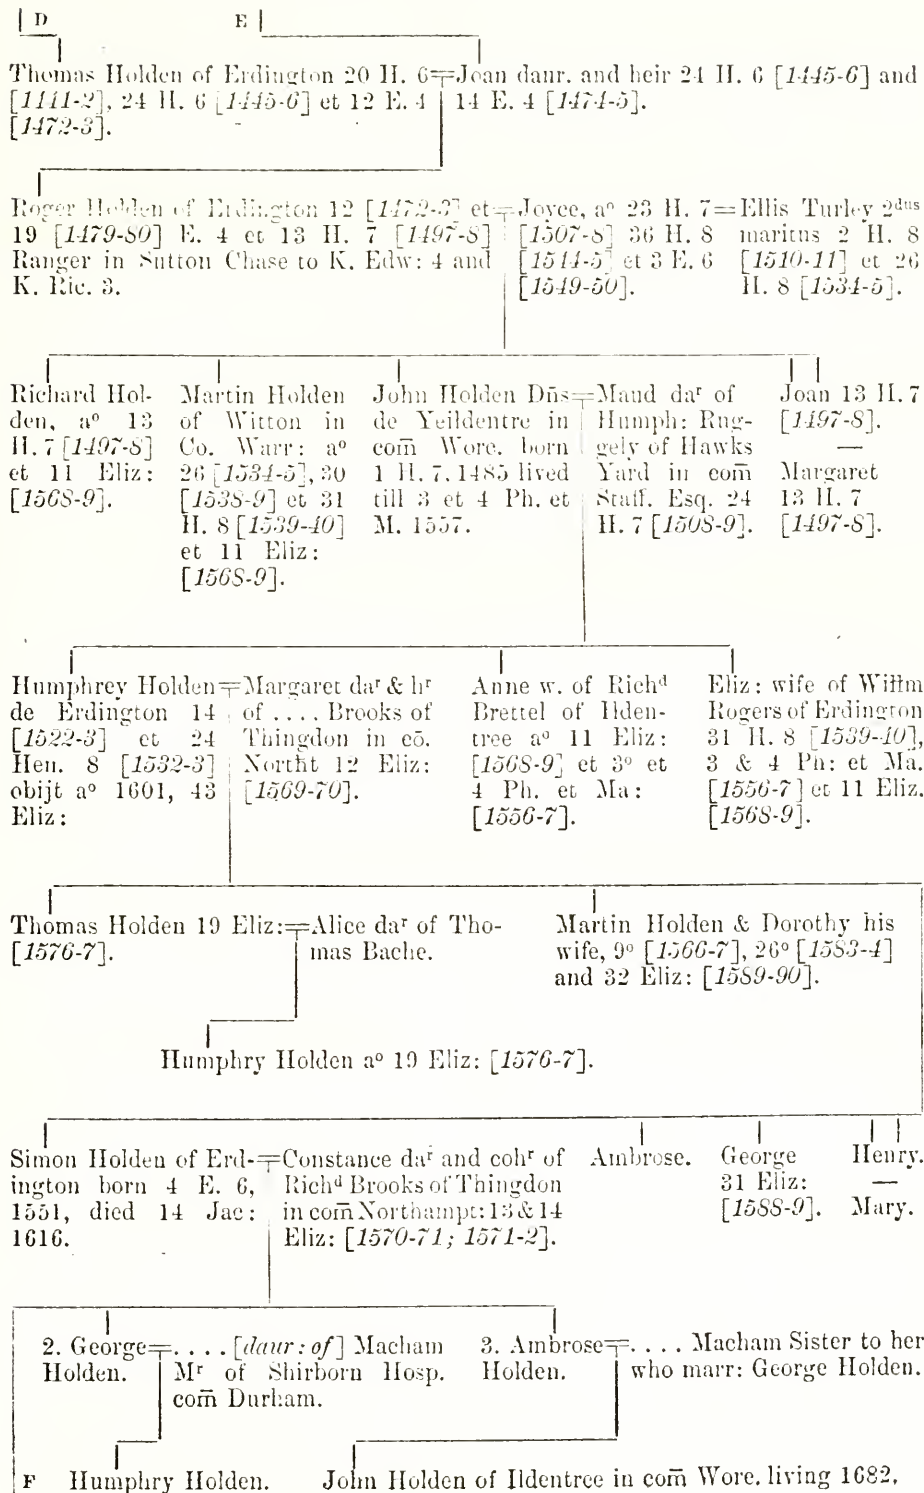 D E
Thomas Holden of Erdington 20 H. 6
[1441-2], 24 H. 6 [1445-6] et 12 E. 4
[1472-3].
Joan daur. and heir 24 H. 6 [1445-6] and
14 E. 4 [1474-5].
Roger Holden of Erdington 12 [1472-3] et
19 [1479-80] E. 4 et 13 H. 7 [1497-8]
Ranger in Sutton Chase to K. Edw: 4 and
K. Ric. 3.
Joyce, aº 23 H. 7
[1507-8] 36 H. 8
[1544-5] et 3 E. 6
[1549-50].
Ellis Turley 2dus
maritus 2 H. 8
[1510-11] et 26
H. 8 [1534-5].
Richard Hol-
den, aº 13
H. 7 [1497-8]
et 11 Eliz:
[1568-9].
Martin Holden
of Witton in
Co. Warr: aº
26 [1534-5], 30
[1538-9] et 31
H. 8 [1539-40]
et 11 Eliz:
[1568-9].
John Holden Dñs
de Yeildentre in
com̄ Worc. born
1 H. 7. 1485 lived
till 3 et 4 Ph. et
M. 1557.
Maud daʳ of
Humph: Rug-
gely of Hawks
Yard in com̄
Staff. Esq. 24
H. 7 [1508-9].
Joan 13 H. 7
[1497-8].
—
Margaret
13 H. 7
[1497-8].
Humphrey Holden
de Erdington 14
[1522-3] et 24
Hen. 8 [1532-3]
obijt aº 1601, 43
Eliz:
Margaret daʳ & hʳ
of .... Brooks of
Thingdon in cō.
Northt 12 Eliz:
[1569-70].
Anne w. of Richᵈ
Brettel of Ilden-
tree aº 11 Eliz:
[1568-9] et 3º et
4 Ph. et Ma:
[1556-7].
Eliz: wife of Willm
Rogers of Erdington
31 H. 8 [1539-40],
3 & 4 Ph: et Ma.
[1556-7] et 11 Eliz.
[1568-9].
Thomas Holden 19 Eliz:
[1576-7].
Alice daʳ of Tho-
mas Bache.
Martin Holden & Dorothy his
wife, 9º [1566-7], 26º [1583-4]
and 32 Eliz: [1589-90].
Humphry Holden aº 19 Eliz: [1576-7].
Simon Holden of Erd-
ington born 4 E. 6,
1551, died 14 Jac:
1616.
Constance daʳ and cohʳ of
Richᵈ Brooks of Thingdon
in com̄ Northampt: 13 & 14
Eliz: [1570-71; 1571-2].
Ambrose.
George
31 Eliz:
[1588-9].
Henry.
—
Mary.
2. George
Holden.
.... [daur: of] Macham
Mʳ of Shirborn Hosp.
com̄ Durham.
3. Ambrose
Holden.
.... Macham Sister to her
who marr: George Holden.
F Humphry Holden.
John Holden of Ildentree in com̄ Worc. living 1682.